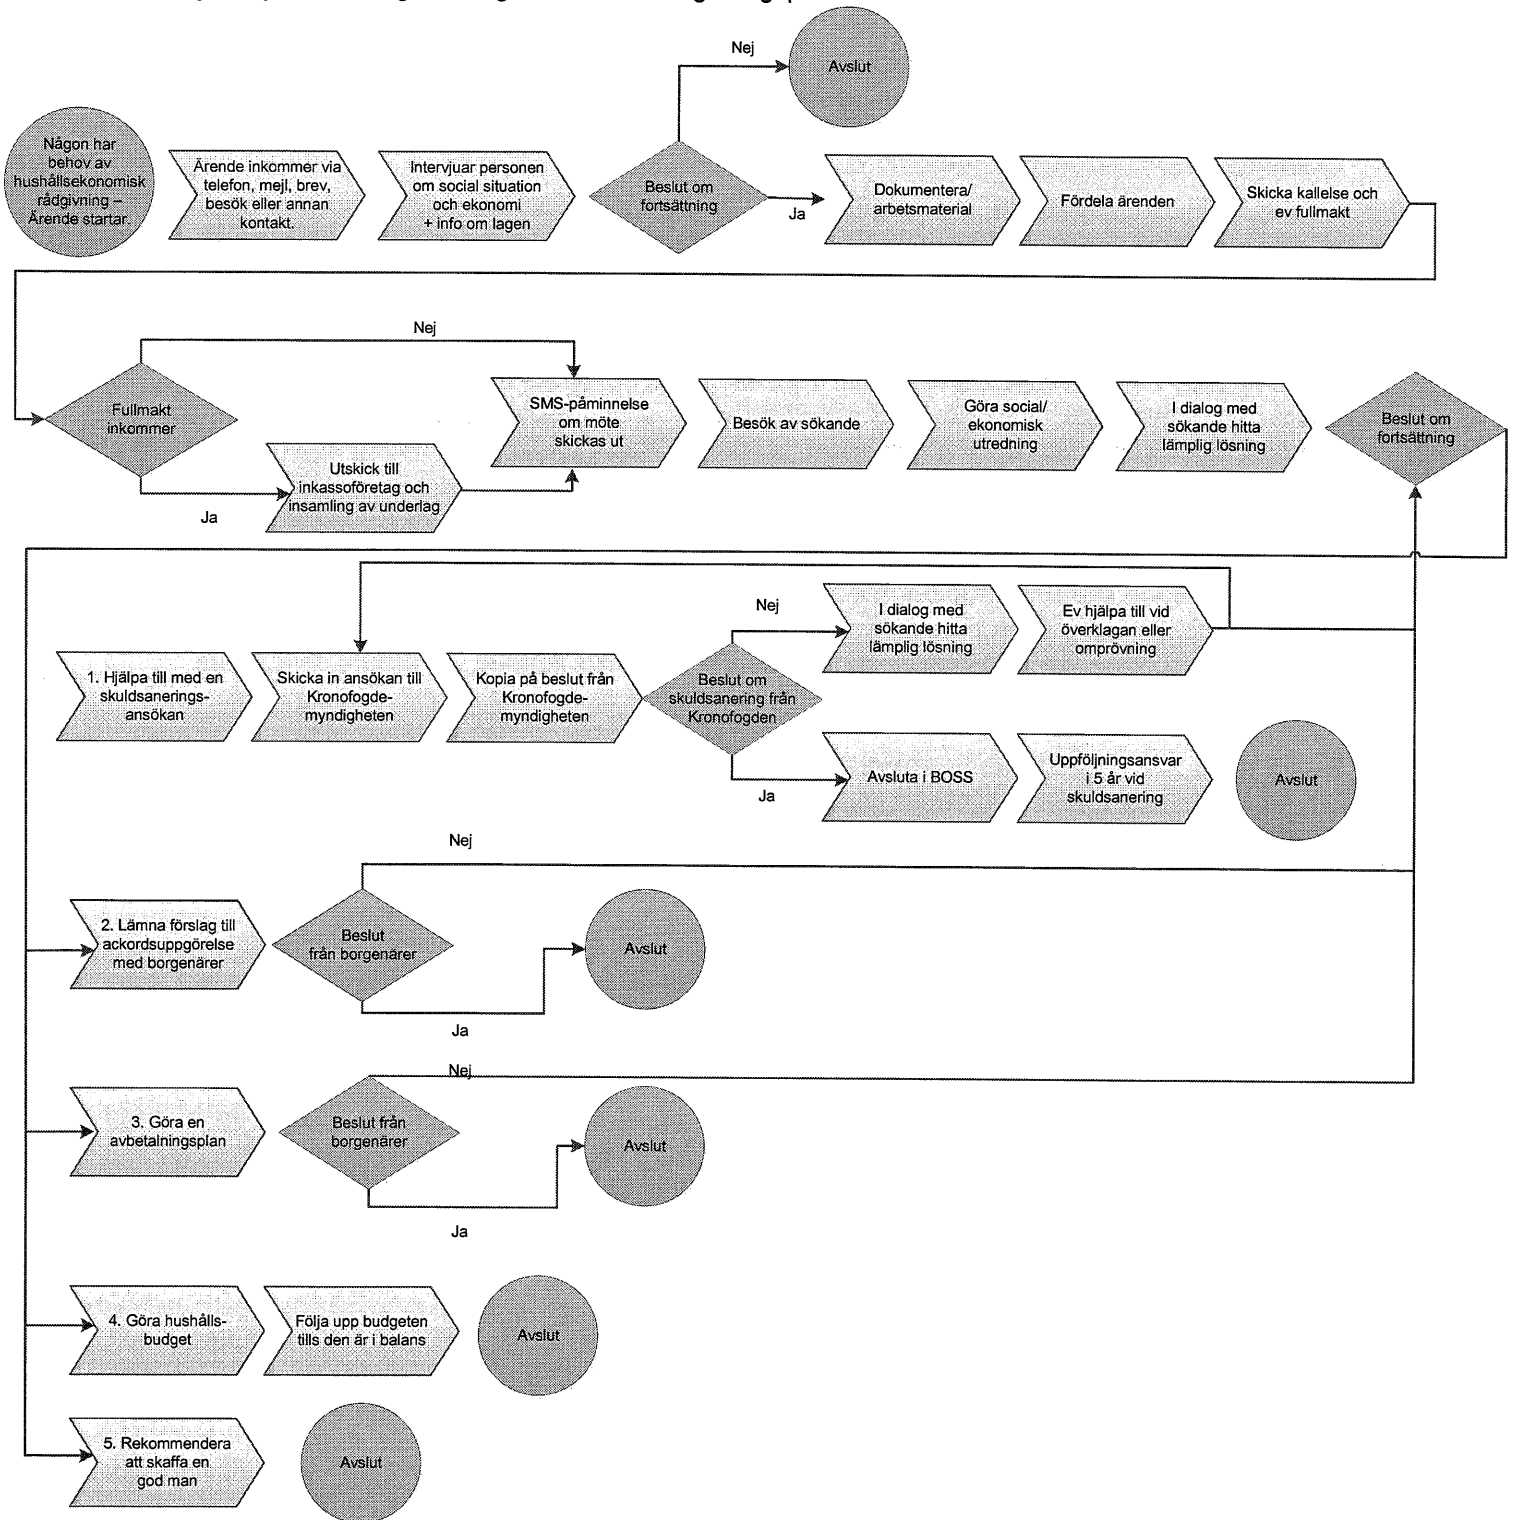 Nej
Avslut
Någon har
behov av
hushållsekonomisk
rådgivning –
Ärende startar.
Ärende inkommer via
telefon, mejl, brev,
besök eller annan
kontakt.
Intervjuar personen
om social situation
och ekonomi
+ info om lagen
Beslut om
fortsättning
Ja
Dokumentera/
arbetsmaterial
Fördela ärenden
Skicka kallelse och
ev fullmakt
Nej
Fullmakt
inkommer
Ja
Utskick till
inkassoföretag och
insamling av underlag
SMS-påminnelse
om möte
skickas ut
Besök av sökande
Göra social/
ekonomisk
utredning
I dialog med
sökande hitta
lämplig lösning
Beslut om
fortsättning
1. Hjälpa till med en
skuldsanerings-
ansökan
Skicka in ansökan till
Kronofogde-
myndigheten
Kopia på beslut från
Kronofogde-
myndigheten
Beslut om
skuldsanering från
Kronofogden
Nej
I dialog med
sökande hitta
lämplig lösning
Ev hjälpa till vid
överklagan eller
omprövning
Ja
Avsluta i BOSS
Uppföljningsansvar
i 5 år vid
skuldsanering
Avslut
Nej
2. Lämna förslag till
ackordsuppgörelse
med borgenärer
Beslut
från borgenärer
Avslut
Ja
Nej
3. Göra en
avbetalningsplan
Beslut från
borgenärer
Avslut
Ja
4. Göra hushålls-
budget
Följa upp budgeten
tills den är i balans
Avslut
5. Rekommendera
att skaffa en
god man
Avslut